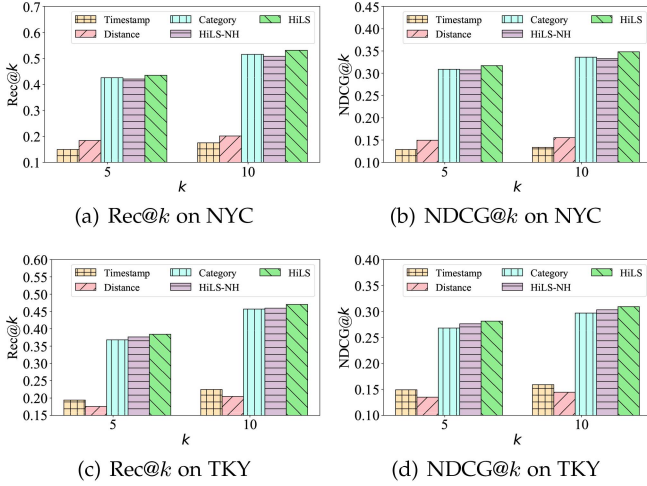 0.7
0.6
0.5
0.4
0.3
0.2
0.1
Rec@k
Timestamp Category HiLS
Distance HiLS-NH
5 10
k
(a) Rec@k on NYC
0.45
0.40
0.35
0.30
0.25
0.20
0.15
0.10
NDCG@k
Timestamp Category HiLS
Distance HiLS-NH
5 10
k
(b) NDCG@k on NYC
0.60
0.55
0.50
0.45
0.40
0.35
0.30
0.25
0.20
0.15
Rec@k
Timestamp Category HiLS
Distance HiLS-NH
5 10
k
(c) Rec@k on TKY
0.40
0.35
0.30
0.25
0.20
0.15
0.10
NDCG@k
Timestamp Category HiLS
Distance HiLS-NH
5 10
k
(d) NDCG@k on TKY